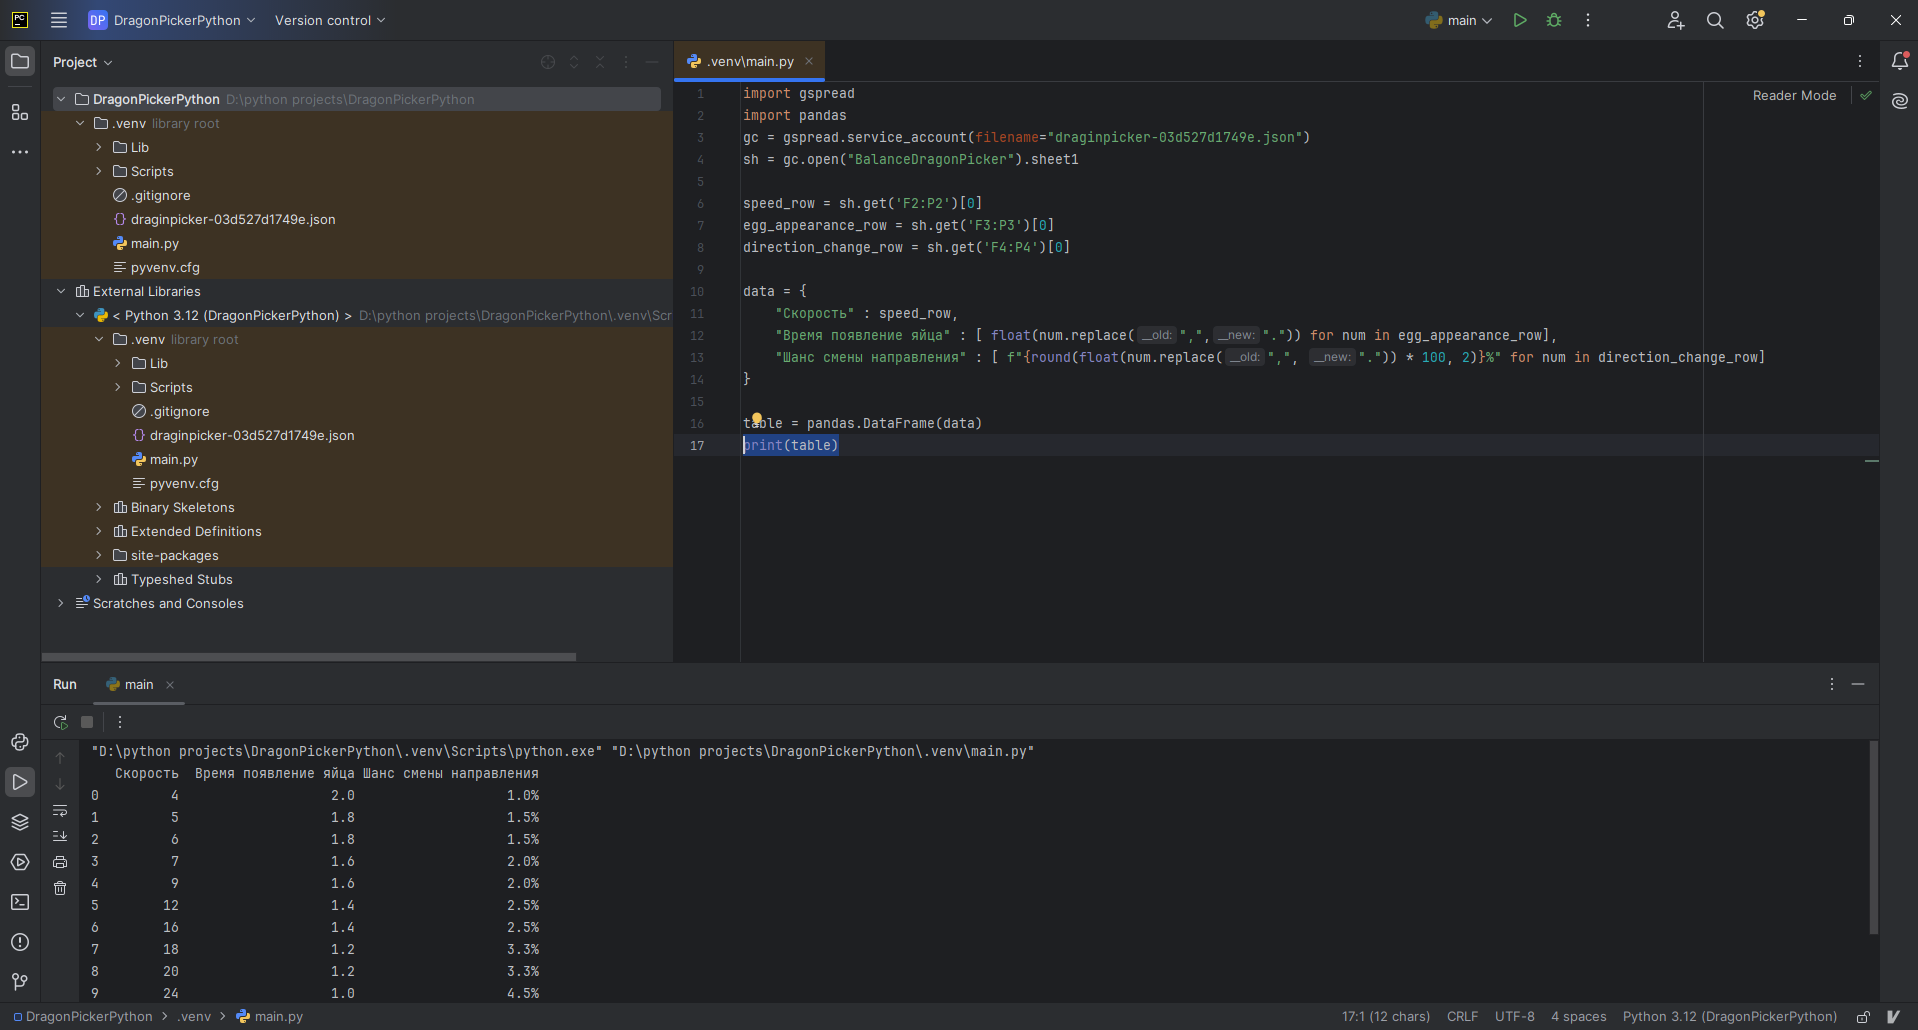 PC DP DragonPickerPython Version control main
Project
DragonPickerPython D:\python projects\DragonPickerPython
.venv library root
Lib
Scripts
.gitignore
draginpicker-03d527d1749e.json
main.py
pyvenv.cfg
External Libraries
< Python 3.12 (DragonPickerPython) > D:\python projects\DragonPickerPython\.venv\Scr
.venv library root
Lib
Scripts
.gitignore
draginpicker-03d527d1749e.json
main.py
pyvenv.cfg
Binary Skeletons
Extended Definitions
site-packages
Typeshed Stubs
Scratches and Consoles
.venv\main.py
Reader Mode
1 import gspread
2 import pandas
3 gc = gspread.service_account(filename="draginpicker-03d527d1749e.json")
4 sh = gc.open("BalanceDragonPicker").sheet1
5
6 speed_row = sh.get('F2:P2')[0]
7 egg_appearance_row = sh.get('F3:P3')[0]
8 direction_change_row = sh.get('F4:P4')[0]
9
10 data = {
11 "Скорость" : speed_row,
12 "Время появление яйца" : [ float(num.replace( __old: ",", __new: ".")) for num in egg_appearance_row],
13 "Шанс смены направления" : [ f"{round(float(num.replace( __old: ",", __new: ".")) * 100, 2)}%" for num in direction_change_row]
14 }
15
16 table = pandas.DataFrame(data)
17 print(table)
Run main
"D:\python projects\DragonPickerPython\.venv\Scripts\python.exe" "D:\python projects\DragonPickerPython\.venv\main.py"
Скорость Время появление яйца Шанс смены направления
0 4 2.0 1.0%
1 5 1.8 1.5%
2 6 1.8 1.5%
3 7 1.6 2.0%
4 9 1.6 2.0%
5 12 1.4 2.5%
6 16 1.4 2.5%
7 18 1.2 3.3%
8 20 1.2 3.3%
9 24 1.0 4.5%
DragonPickerPython > .venv > main.py 17:1 (12 chars) CRLF UTF-8 4 spaces Python 3.12 (DragonPickerPython)